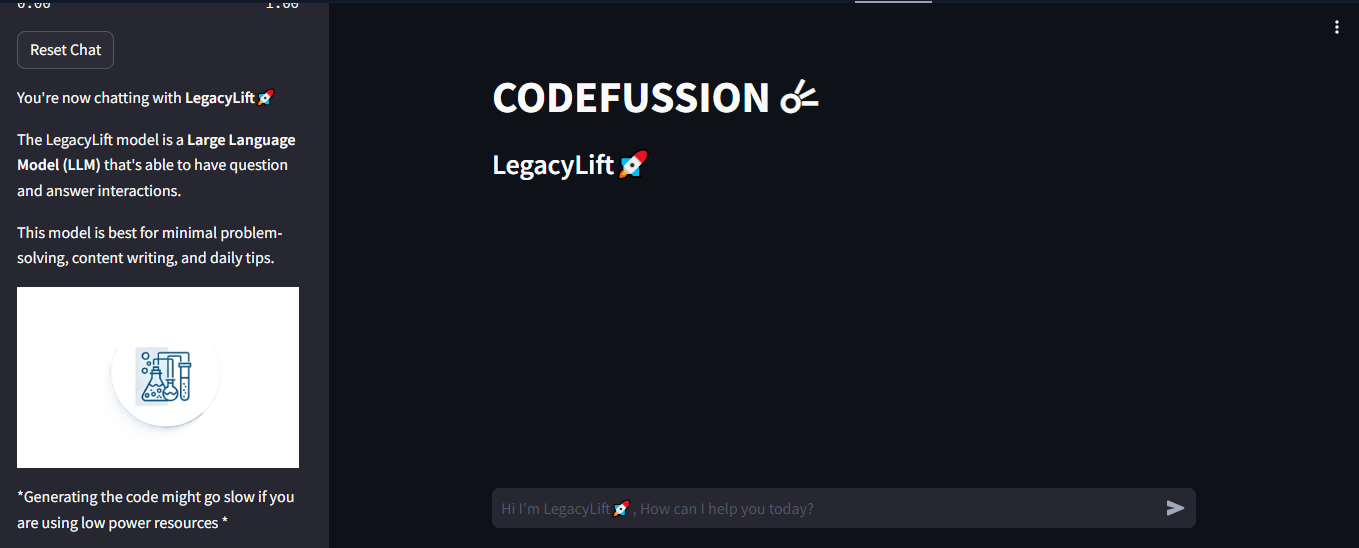 0.00 1.00
Reset Chat
You're now chatting with LegacyLift 🚀
The LegacyLift model is a Large Language
Model (LLM) that's able to have question
and answer interactions.
This model is best for minimal problem-
solving, content writing, and daily tips.
*Generating the code might go slow if you
are using low power resources *
CODEFUSSION ☄
LegacyLift 🚀
Hi I'm LegacyLift 🚀 , How can I help you today?